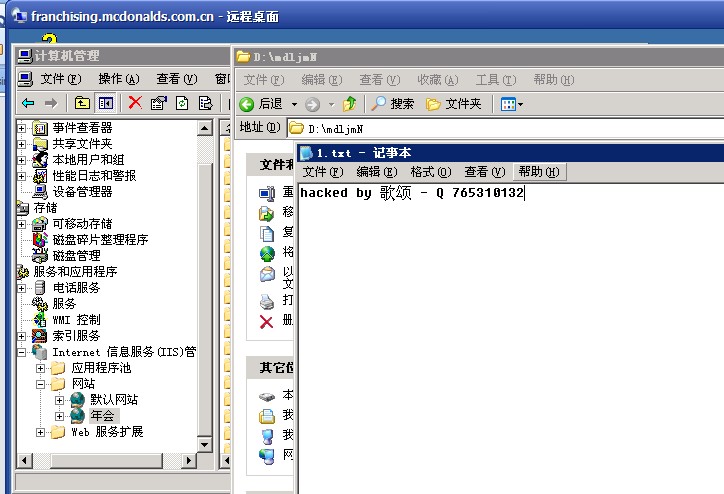 franchising.mcdonalds.com.cn - 远程桌面
计算机管理
文件(F) 操作(A) 查看(V) 窗口
事件查看器
共享文件夹
本地用户和组
性能日志和警报
设备管理器
存储
可移动存储
磁盘碎片整理程序
磁盘管理
服务和应用程序
电话服务
服务
WMI 控制
索引服务
Internet 信息服务(IIS)管
应用程序池
网站
默认网站
年会
Web 服务扩展
D:\mdljmN
文件(F) 编辑(E) 查看(V) 收藏(A) 工具(T) 帮助(H)
后退 搜索 文件夹
地址(D) D:\mdljmN
文件和
重
移
复
将
以
文
打
删
其它位
本
我
我
网
1.txt - 记事本
文件(F) 编辑(E) 格式(O) 查看(V) 帮助(H)
hacked by 歌颂 - Q 765310132